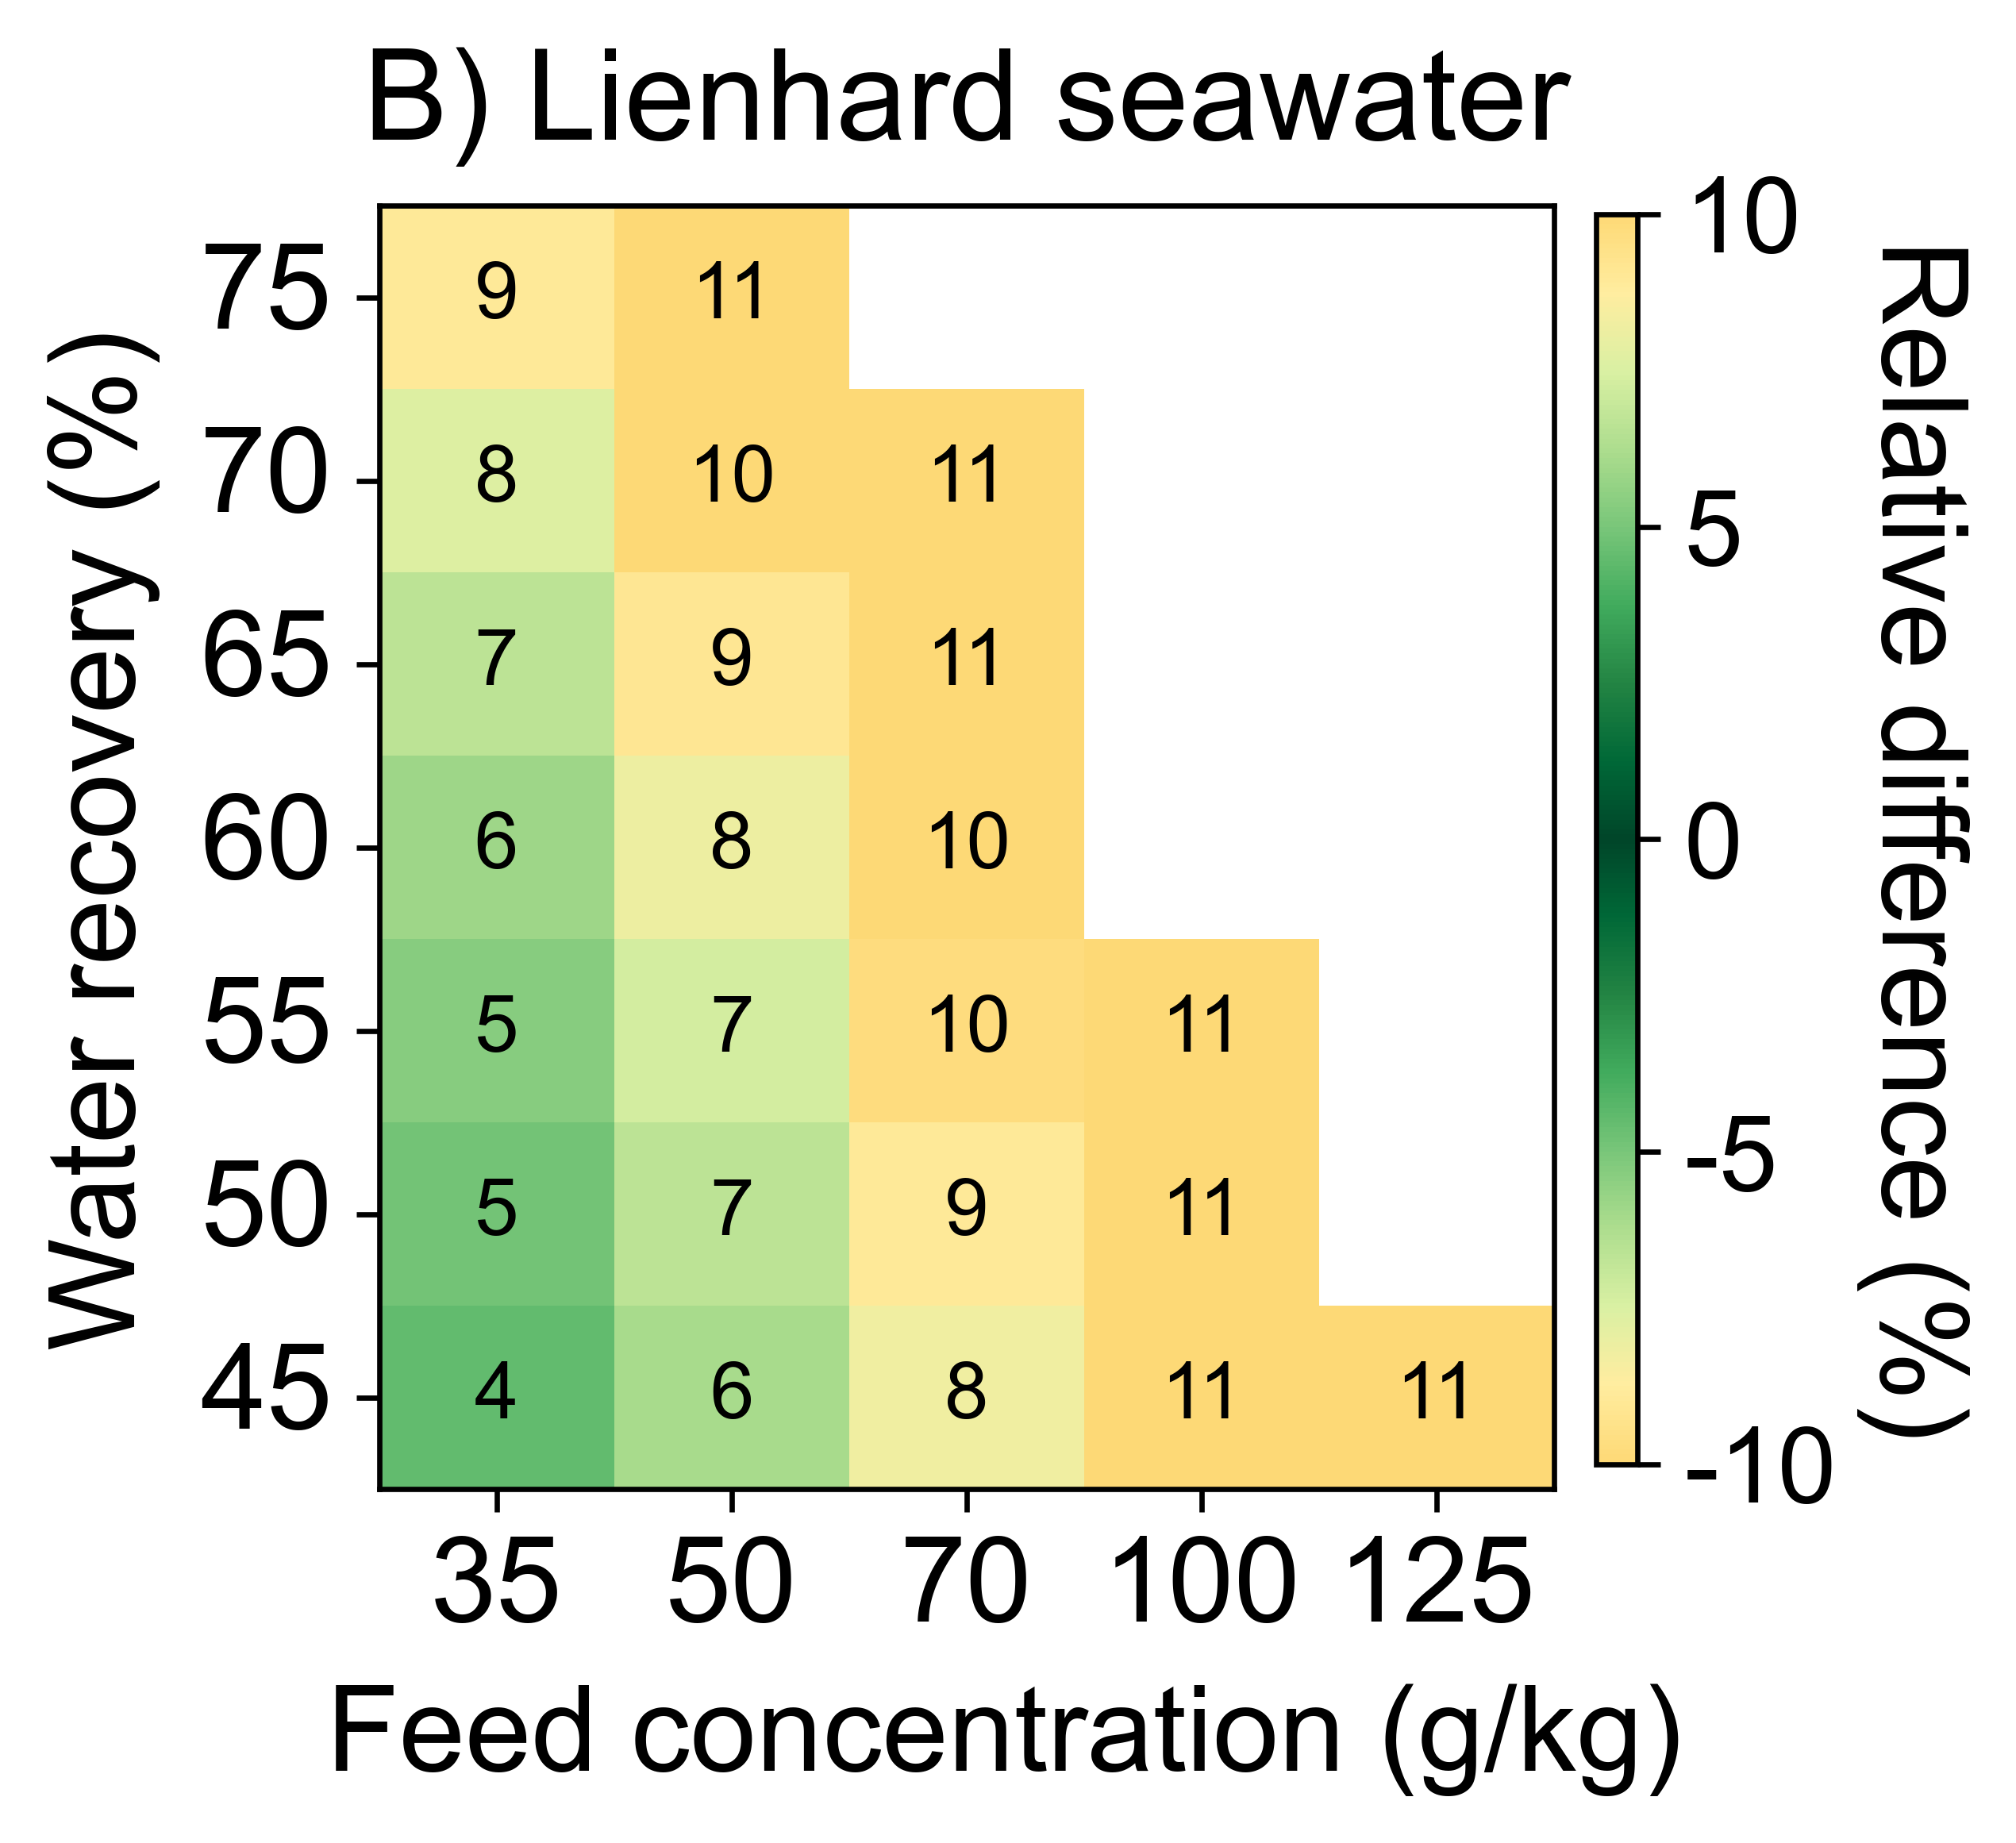 B) Lienhard seawater
Water recovery (%)
75 9 11
70 8 10 11
65 7 9 11
60 6 8 10
55 5 7 10 11
50 5 7 9 11
45 4 6 8 11 11
35 50 70 100 125
Feed concentration (g/kg)
10
5
0
-5
-10
Relative difference (%)